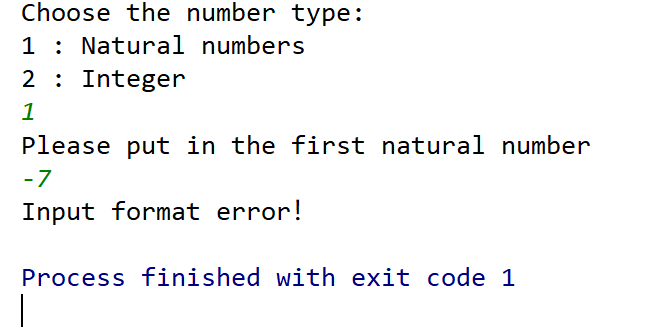 Choose the number type:
1 : Natural numbers
2 : Integer
1
Please put in the first natural number
-7
Input format error!
Process finished with exit code 1